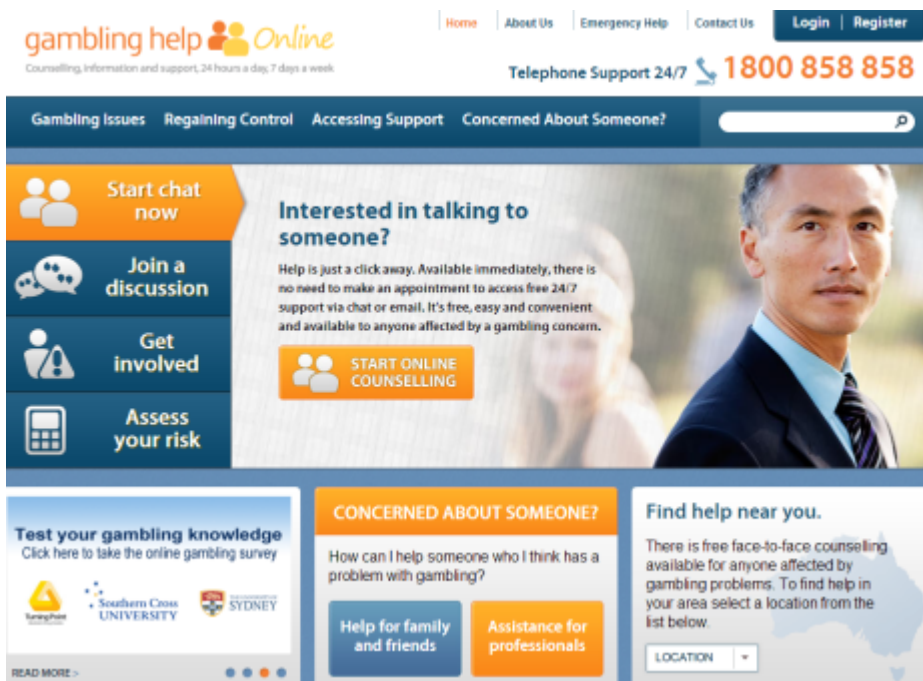 gambling help Online
Counselling, information and support, 24 hours a day, 7 days a week
Home About Us Emergency Help Contact Us Login Register
Telephone Support 24/7 1800 858 858
Gambling Issues Regaining Control Accessing Support Concerned About Someone?
Start chat
now
Join a
discussion
Get
involved
Assess
your risk
Interested in talking to
someone?
Help is just a click away. Available immediately, there is
no need to make an appointment to access free 24/7
support via chat or email. It's free, easy and convenient
and available to anyone affected by a gambling concern.
START ONLINE
COUNSELLING
Test your gambling knowledge
Click here to take the online gambling survey
Turning Point
Southern Cross
UNIVERSITY
SYDNEY
READ MORE >
CONCERNED ABOUT SOMEONE?
How can I help someone who I think has a
problem with gambling?
Help for family
and friends
Assistance for
professionals
Find help near you.
There is free face-to-face counselling
available for anyone affected by
gambling problems. To find help in
your area select a location from the
list below.
LOCATION